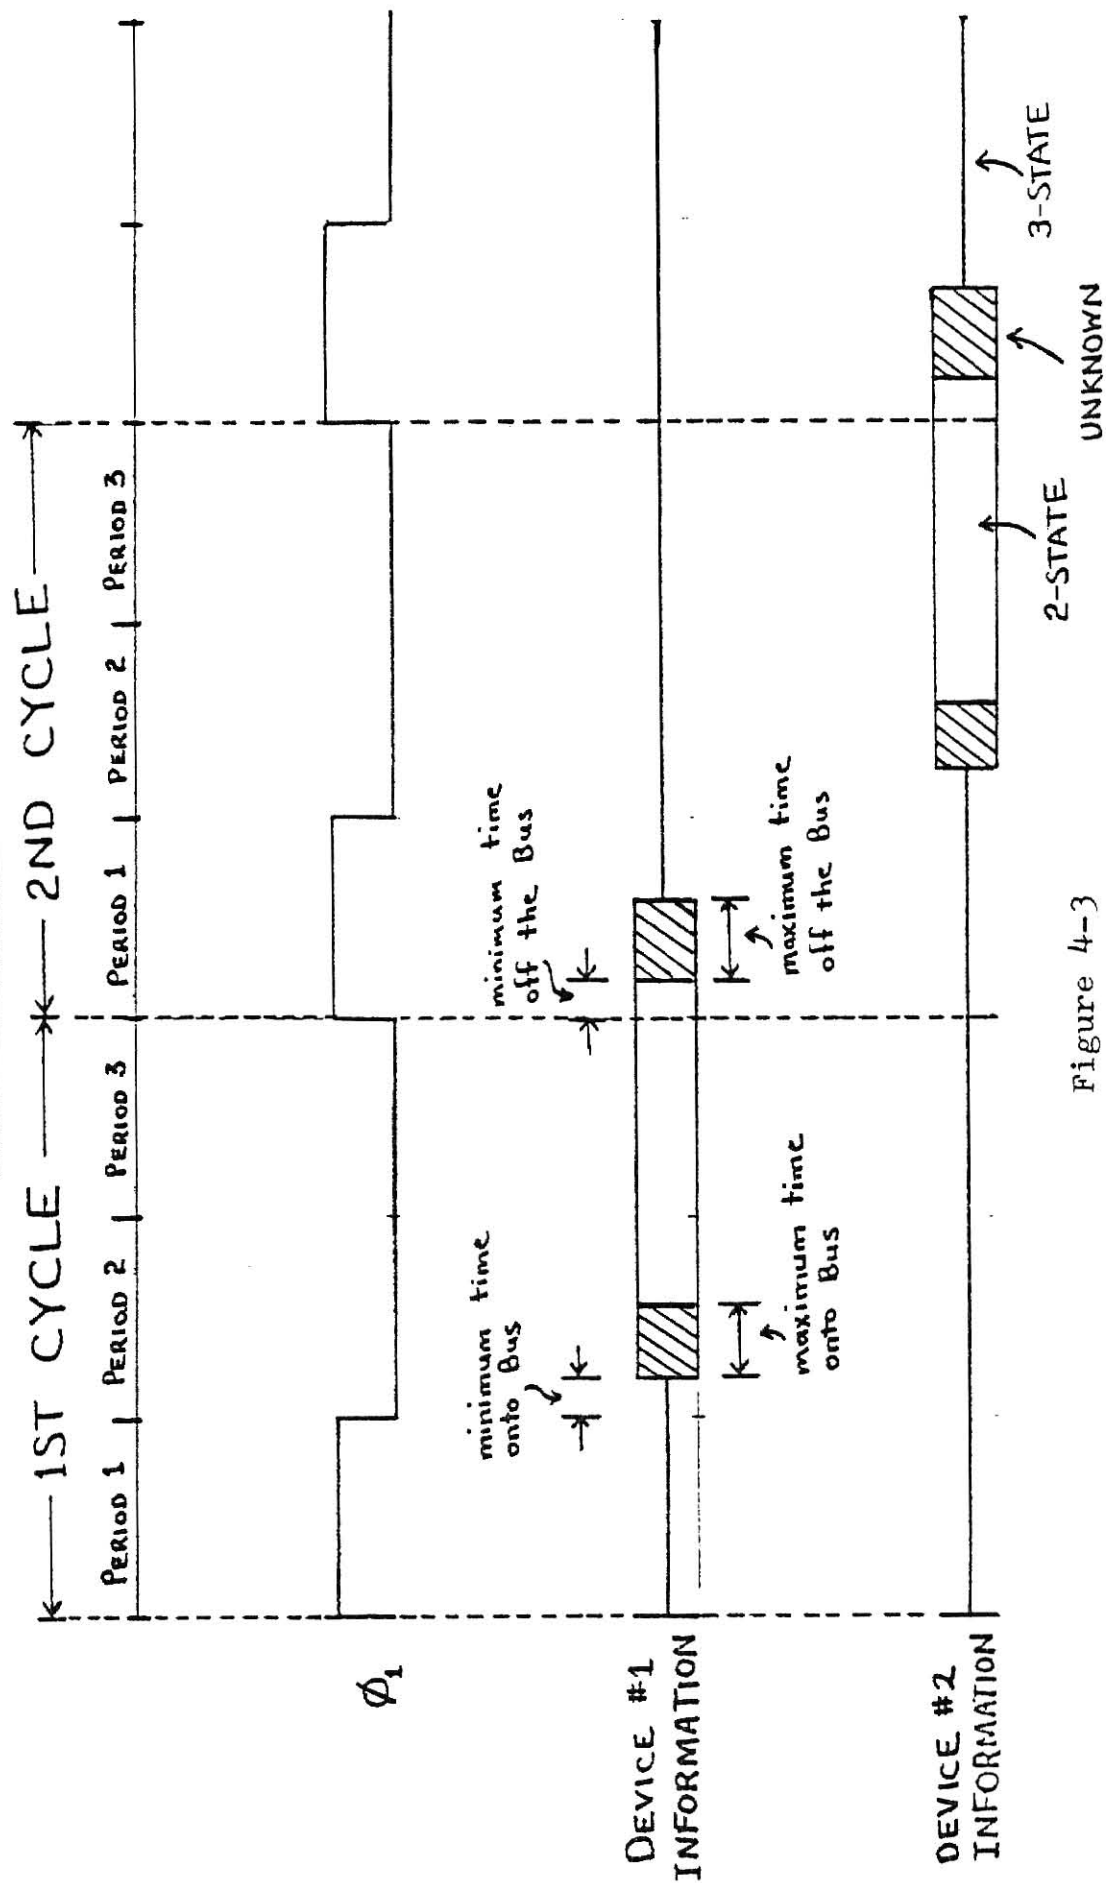 1ST CYCLE
2ND CYCLE
PERIOD 1
PERIOD 2
PERIOD 3
PERIOD 1
PERIOD 2
PERIOD 3
Ø₁
minimum time
onto Bus
minimum time
off the Bus
DEVICE #1
INFORMATION
maximum time
onto Bus
maximum time
off the Bus
DEVICE #2
INFORMATION
2-STATE
UNKNOWN
3-STATE
Figure 4-3